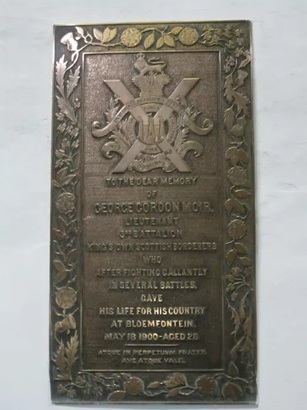 TO THE DEAR MEMORY
OF
GEORGE GORDON MOIR.
LIEUTENANT
BATTALION
KING'S OWN SCOTTISH BORDERERS
WHO
AFTER FIGHTING GALLANTLY
IN SEVERAL BATTLES,
GAVE
HIS LIFE FOR HIS COUNTRY
AT BLOEMFONTEIN.
MAY 18 1900-AGED 28
ATQUE IN PERPETUUM FRATER
AVE ATQUE VALE.